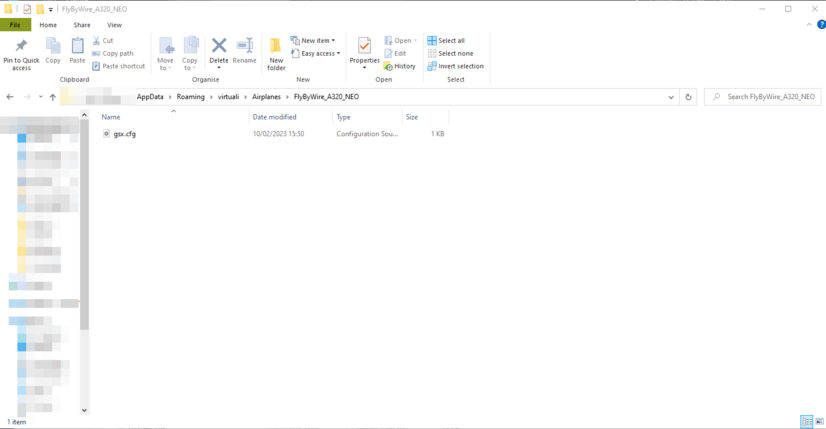 FlyByWire_A320_NEO
File Home Share View
Pin to Quick access
Copy
Paste
Cut
Copy path
Paste shortcut
Clipboard
Move to
Copy to
Delete
Rename
Organise
New folder
New item
Easy access
New
Properties
Open
Edit
History
Open
Select all
Select none
Invert selection
Select
AppData Roaming virtuali Airplanes FlyByWire_A320_NEO
Search FlyByWire_A320_NEO
Name Date modified Type Size
gsx.cfg 10/02/2023 15:50 Configuration Sou... 1 KB
1 item